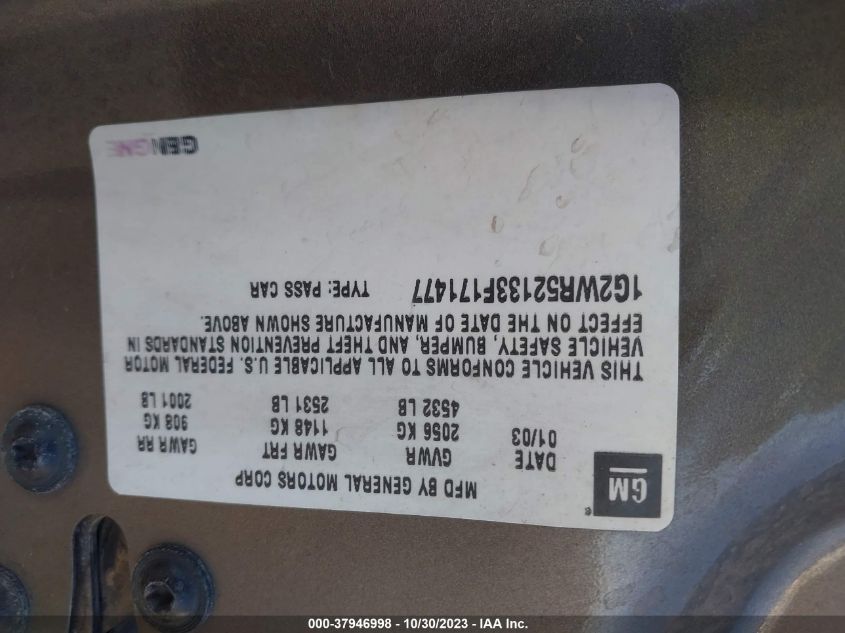 GM
MFD BY GENERAL MOTORS CORP
DATE GVWR GAWR FRT GAWR RR
01/03 2056 KG 1148 KG 908 KG
4532 LB 2531 LB 2001 LB
THIS VEHICLE CONFORMS TO ALL APPLICABLE U.S. FEDERAL MOTOR
VEHICLE SAFETY, BUMPER, AND THEFT PREVENTION STANDARDS IN
EFFECT ON THE DATE OF MANUFACTURE SHOWN ABOVE.
1G2WR52133F171477 TYPE: PASS CAR
GENGNE
000-37946998 - 10/30/2023 - IAA Inc.